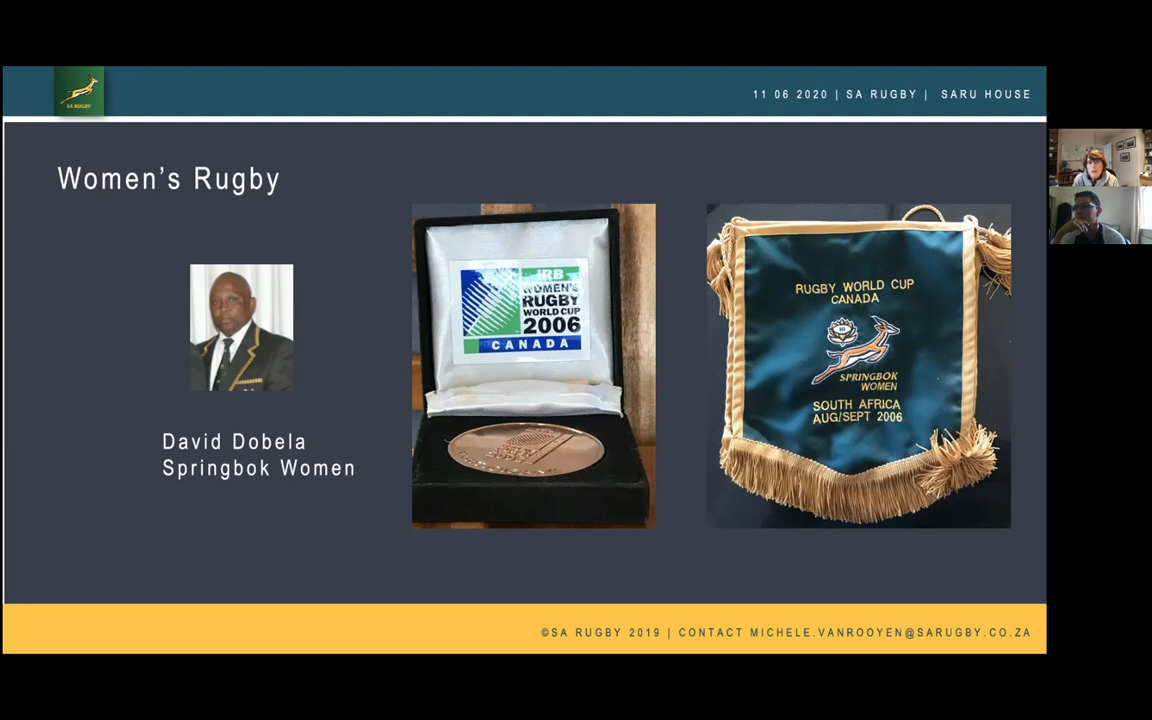 SA RUGBY
11 06 2020 | SA RUGBY | SARU HOUSE
Women's Rugby
iRB
WOMEN'S
RUGBY
WORLD CUP
2006
CANADA
RUGBY WORLD CUP
CANADA
SPRINGBOK
WOMEN
SOUTH AFRICA
AUG/SEPT 2006
David Dobela
Springbok Women
©SA RUGBY 2019 | CONTACT MICHELE.VANROOYEN@SARUGBY.CO.ZA